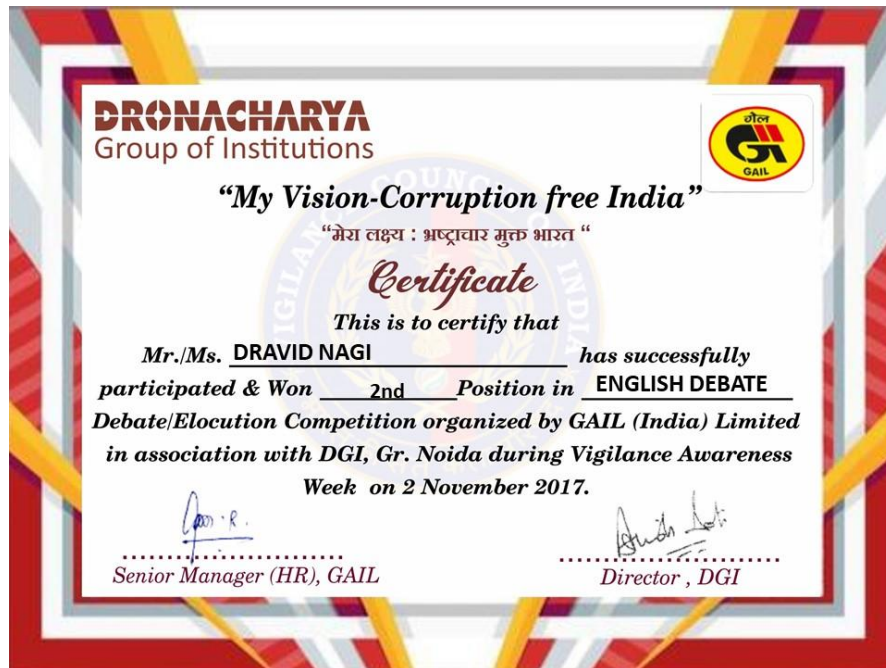 DRONACHARYA
Group of Institutions
गेल
GAIL
“My Vision-Corruption free India”
“मेरा लक्ष्य : भ्रष्ट्राचार मुक्त भारत “
Certificate
This is to certify that
Mr./Ms. DRAVID NAGI has successfully
participated & Won 2nd Position in ENGLISH DEBATE
Debate/Elocution Competition organized by GAIL (India) Limited
in association with DGI, Gr. Noida during Vigilance Awareness
Week on 2 November 2017.
Senior Manager (HR), GAIL
Director , DGI